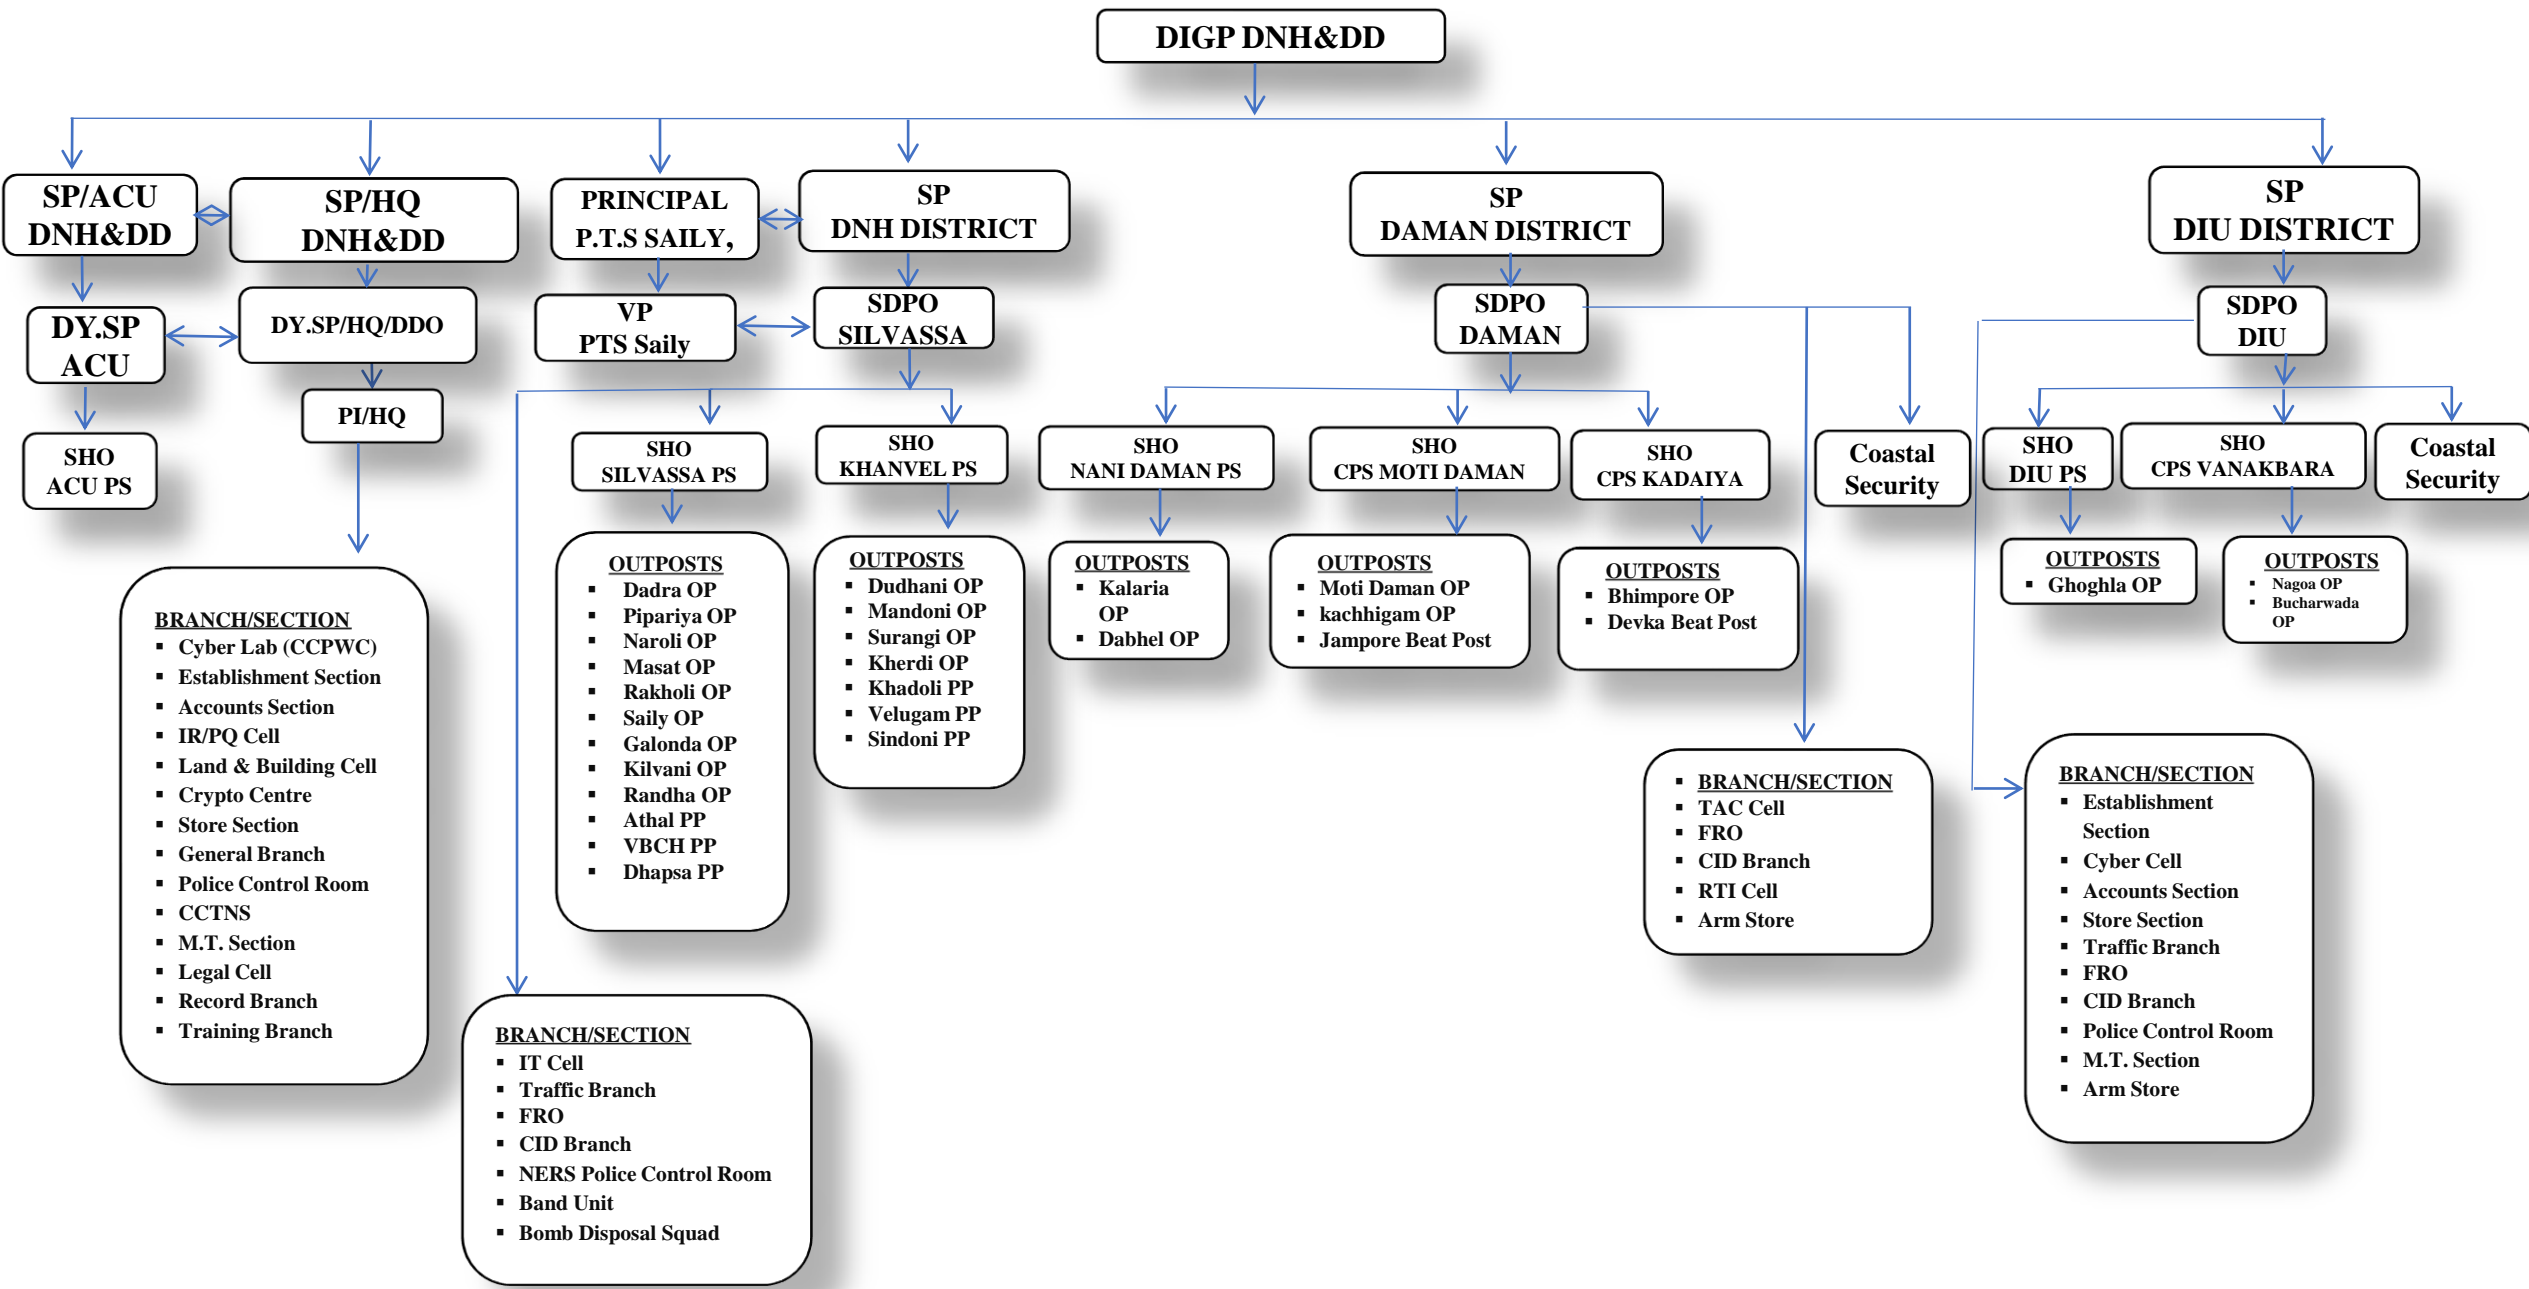 DIGP DNH&DD
SP/ACU
DNH&DD
SP/HQ
DNH&DD
PRINCIPAL
P.T.S SAILY,
SP
DNH DISTRICT
SP
DAMAN DISTRICT
SP
DIU DISTRICT
DY.SP
ACU
DY.SP/HQ/DDO
VP
PTS Saily
SDPO
SILVASSA
SDPO
DAMAN
SDPO
DIU
PI/HQ
SHO
ACU PS
SHO
SILVASSA PS
SHO
KHANVEL PS
SHO
NANI DAMAN PS
SHO
CPS MOTI DAMAN
SHO
CPS KADAIYA
Coastal
Security
SHO
DIU PS
SHO
CPS VANAKBARA
Coastal
Security
BRANCH/SECTION
▪ Cyber Lab (CCPWC)
▪ Establishment Section
▪ Accounts Section
▪ IR/PQ Cell
▪ Land & Building Cell
▪ Crypto Centre
▪ Store Section
▪ General Branch
▪ Police Control Room
▪ CCTNS
▪ M.T. Section
▪ Legal Cell
▪ Record Branch
▪ Training Branch
OUTPOSTS
▪ Dadra OP
▪ Pipariya OP
▪ Naroli OP
▪ Masat OP
▪ Rakholi OP
▪ Saily OP
▪ Galonda OP
▪ Kilvani OP
▪ Randha OP
▪ Athal PP
▪ VBCH PP
▪ Dhapsa PP
OUTPOSTS
▪ Dudhani OP
▪ Mandoni OP
▪ Surangi OP
▪ Kherdi OP
▪ Khadoli PP
▪ Velugam PP
▪ Sindoni PP
OUTPOSTS
▪ Kalaria
OP
▪ Dabhel OP
OUTPOSTS
▪ Moti Daman OP
▪ kachhigam OP
▪ Jampore Beat Post
OUTPOSTS
▪ Bhimpore OP
▪ Devka Beat Post
OUTPOSTS
▪ Ghoghla OP
OUTPOSTS
▪ Nagoa OP
▪ Bucharwada
OP
BRANCH/SECTION
▪ IT Cell
▪ Traffic Branch
▪ FRO
▪ CID Branch
▪ NERS Police Control Room
▪ Band Unit
▪ Bomb Disposal Squad
▪ BRANCH/SECTION
▪ TAC Cell
▪ FRO
▪ CID Branch
▪ RTI Cell
▪ Arm Store
BRANCH/SECTION
▪ Establishment
Section
▪ Cyber Cell
▪ Accounts Section
▪ Store Section
▪ Traffic Branch
▪ FRO
▪ CID Branch
▪ Police Control Room
▪ M.T. Section
▪ Arm Store